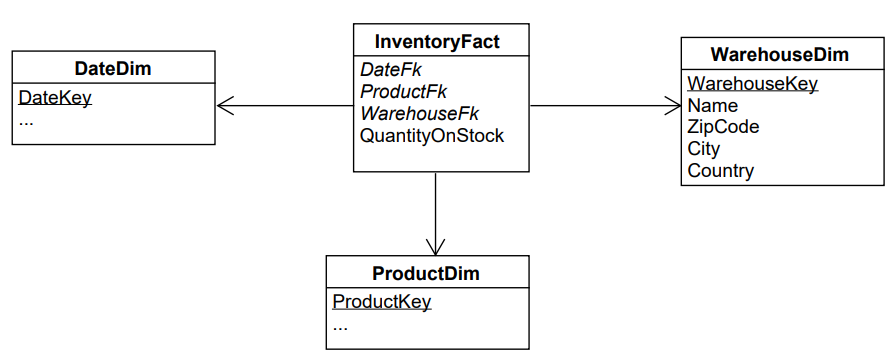 DateDim
DateKey
...
InventoryFact
DateFk
ProductFk
WarehouseFk
QuantityOnStock
WarehouseDim
WarehouseKey
Name
ZipCode
City
Country
ProductDim
ProductKey
...